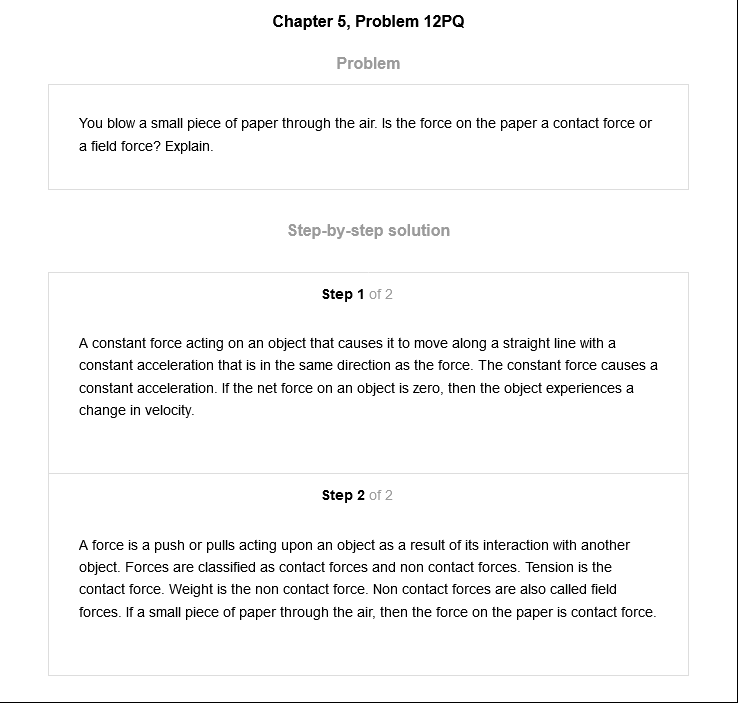 Chapter 5, Problem 12PQ
Problem
You blow a small piece of paper through the air. Is the force on the paper a contact force or
a field force? Explain.
Step-by-step solution
Step 1 of 2
A constant force acting on an object that causes it to move along a straight line with a
constant acceleration that is in the same direction as the force. The constant force causes a
constant acceleration. If the net force on an object is zero, then the object experiences a
change in velocity.
Step 2 of 2
A force is a push or pulls acting upon an object as a result of its interaction with another
object. Forces are classified as contact forces and non contact forces. Tension is the
contact force. Weight is the non contact force. Non contact forces are also called field
forces. If a small piece of paper through the air, then the force on the paper is contact force.